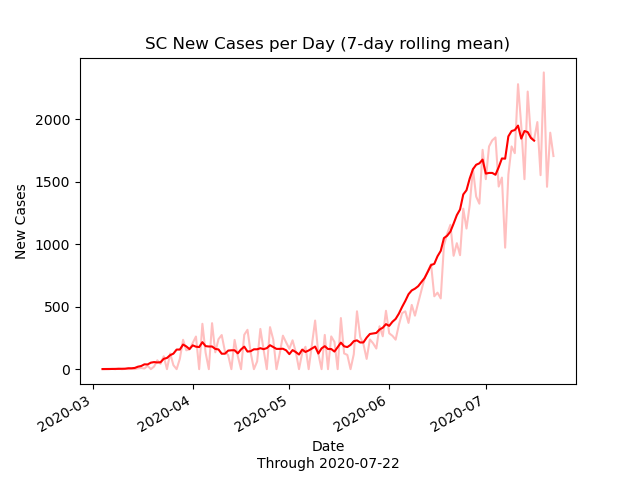 SC New Cases per Day (7-day rolling mean)
New Cases
2000
1500
1000
500
0
2020-03
2020-04
2020-05
2020-06
2020-07
Date
Through 2020-07-22